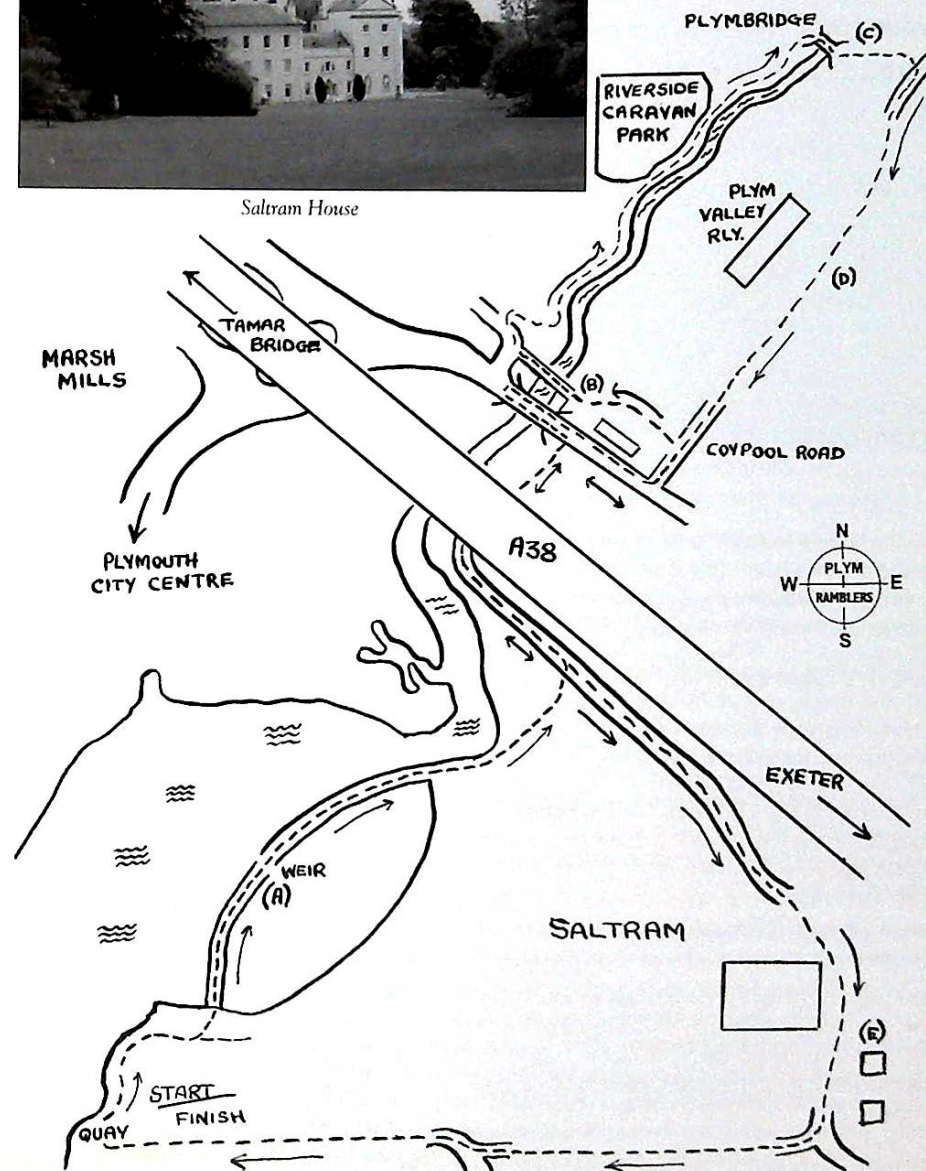 Saltram House
PLYMBRIDGE
(C)
RIVERSIDE
CARAVAN
PARK
PLYM
VALLEY
RLY.
(D)
TAMAR
BRIDGE
MARSH
MILLS
(B)
COYPOOL ROAD
PLYMOUTH
CITY CENTRE
A38
N
W
PLYM
RAMBLERS
E
S
EXETER
WEIR
(A)
SALTRAM
(E)
START
FINISH
QUAY